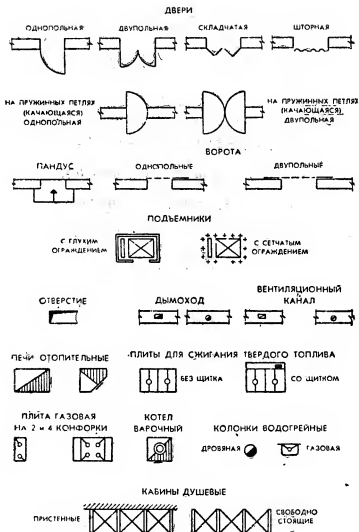 ДВЕРИ
ОДНОПОЛЬНАЯ ДВУПОЛЬНАЯ СКЛАДЧАТАЯ ШТОРНАЯ
НА ПРУЖИННЫХ ПЕТЛЯХ
(КАЧАЮЩАЯСЯ)
ОДНОПОЛЬНАЯ
НА ПРУЖИННЫХ ПЕТЛЯХ
(КАЧАЮЩАЯСЯ)
ДВУПОЛЬНАЯ
ВОРОТА
ПАНДУС ОДНОПОЛЬНЫЕ ДВУПОЛЬНЫЕ
ПОДЪЕМНИКИ
С ГЛУХИМ
ОГРАЖДЕНИЕМ
С СЕТЧАТЫМ
ОГРАЖДЕНИЕМ
ОТВЕРСТИЕ ДЫМОХОД
ВЕНТИЛЯЦИОННЫЙ
КАНАЛ
ПЕЧИ ОТОПИТЕЛЬНЫЕ ПЛИТЫ ДЛЯ СЖИГАНИЯ ТВЕРДОГО ТОПЛИВА
БЕЗ ЩИТКА СО ЩИТКОМ
ПЛИТА ГАЗОВАЯ
НА 2 и 4 КОНФОРКИ
КОТЕЛ
ВАРОЧНЫЙ
КОЛОНКИ ВОДОГРЕЙНЫЕ
ДРОВЯНАЯ ГАЗОВАЯ
КАБИНЫ ДУШЕВЫЕ
ПРИСТЕННЫЕ
СВОБОДНО
СТОЯЩИЕ